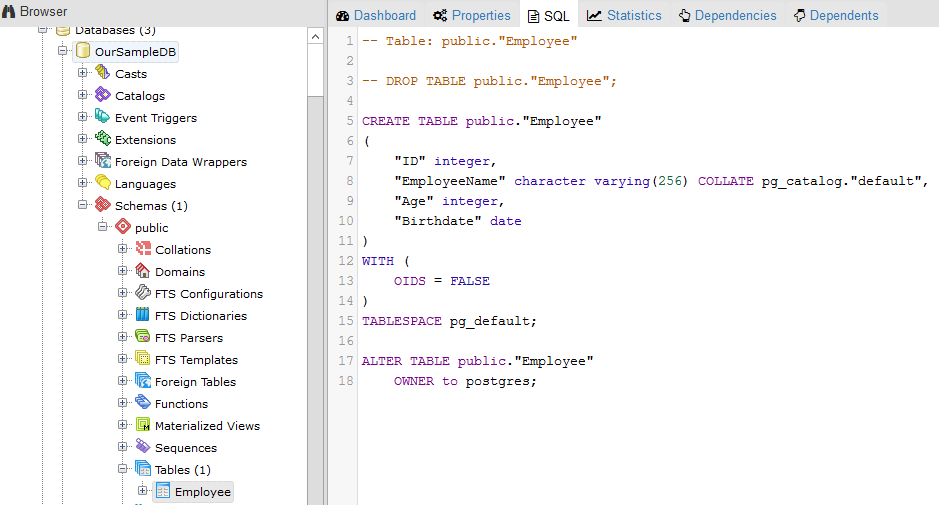 Browser
Databases (3)
OurSampleDB
Casts
Catalogs
Event Triggers
Extensions
Foreign Data Wrappers
Languages
Schemas (1)
public
Collations
Domains
FTS Configurations
FTS Dictionaries
FTS Parsers
FTS Templates
Foreign Tables
Functions
Materialized Views
Sequences
Tables (1)
Employee
Dashboard Properties SQL Statistics Dependencies Dependents
1 -- Table: public."Employee"
2
3 -- DROP TABLE public."Employee";
4
5 CREATE TABLE public."Employee"
6 (
7     "ID" integer,
8     "EmployeeName" character varying(256) COLLATE pg_catalog."default",
9     "Age" integer,
10     "Birthdate" date
11 )
12 WITH (
13     OIDS = FALSE
14 )
15 TABLESPACE pg_default;
16
17 ALTER TABLE public."Employee"
18     OWNER to postgres;